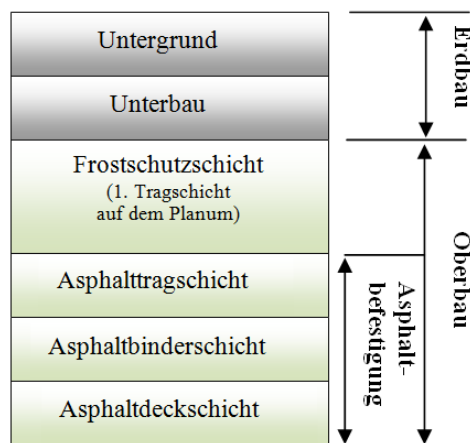 Untergrund
Unterbau
Frostschutzschicht
(1. Tragschicht
auf dem Planum)
Asphalttragschicht
Asphaltbinderschicht
Asphaltdeckschicht
Erdbau
Oberbau
Asphalt-
befestigung